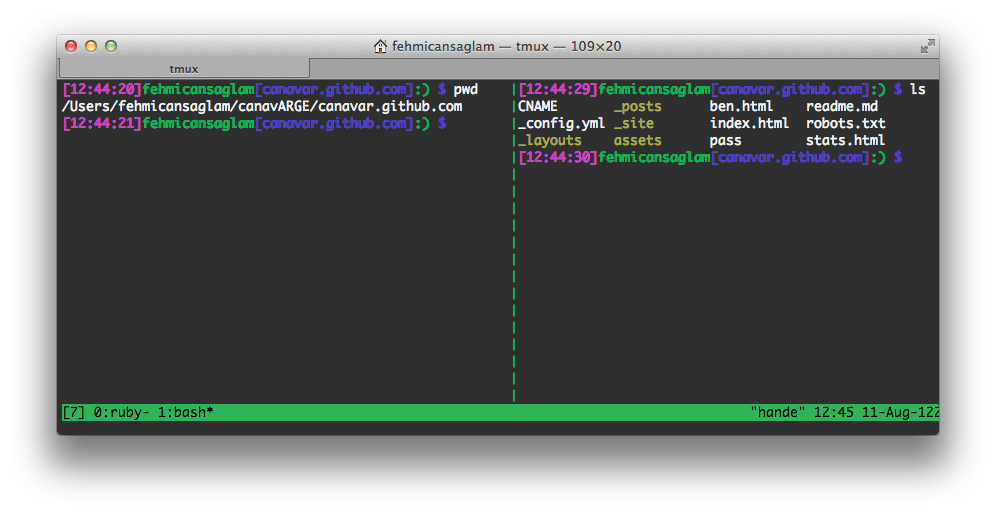 fehmicansaglam — tmux — 109×20
tmux
[12:44:20]fehmicansaglam[canavar.github.com]:) $ pwd
/Users/fehmicansaglam/canavARGE/canavar.github.com
[12:44:21]fehmicansaglam[canavar.github.com]:) $
[12:44:29]fehmicansaglam[canavar.github.com]:) $ ls
CNAME _posts ben.html readme.md
_config.yml _site index.html robots.txt
_layouts assets pass stats.html
[12:44:30]fehmicansaglam[canavar.github.com]:) $
[7] 0:ruby- 1:bash* "hande" 12:45 11-Aug-122